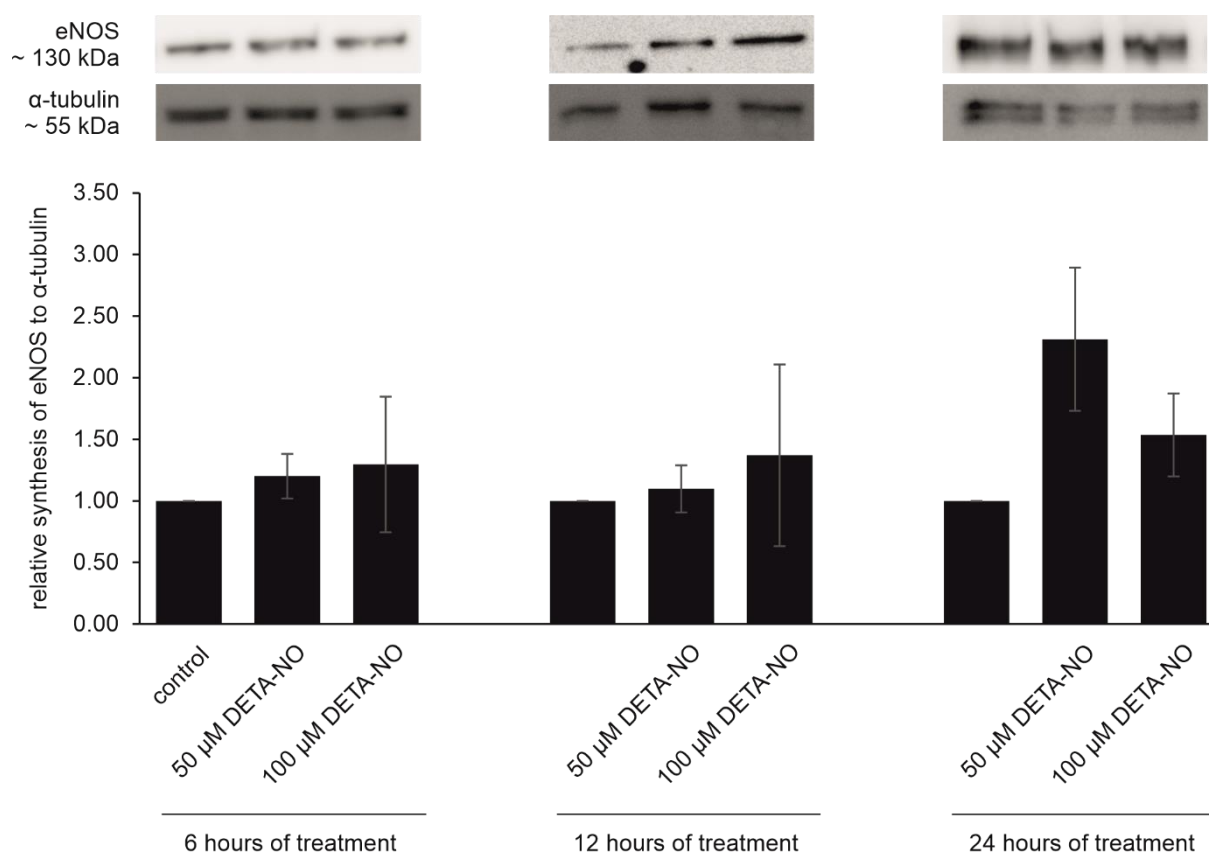 eNOS
~ 130 kDa
α-tubulin
~ 55 kDa
relative synthesis of eNOS to α-tubulin
3.50
3.00
2.50
2.00
1.50
1.00
0.50
0.00
control
50 µM DETA-NO
100 µM DETA-NO
50 µM DETA-NO
100 µM DETA-NO
50 µM DETA-NO
100 µM DETA-NO
6 hours of treatment
12 hours of treatment
24 hours of treatment